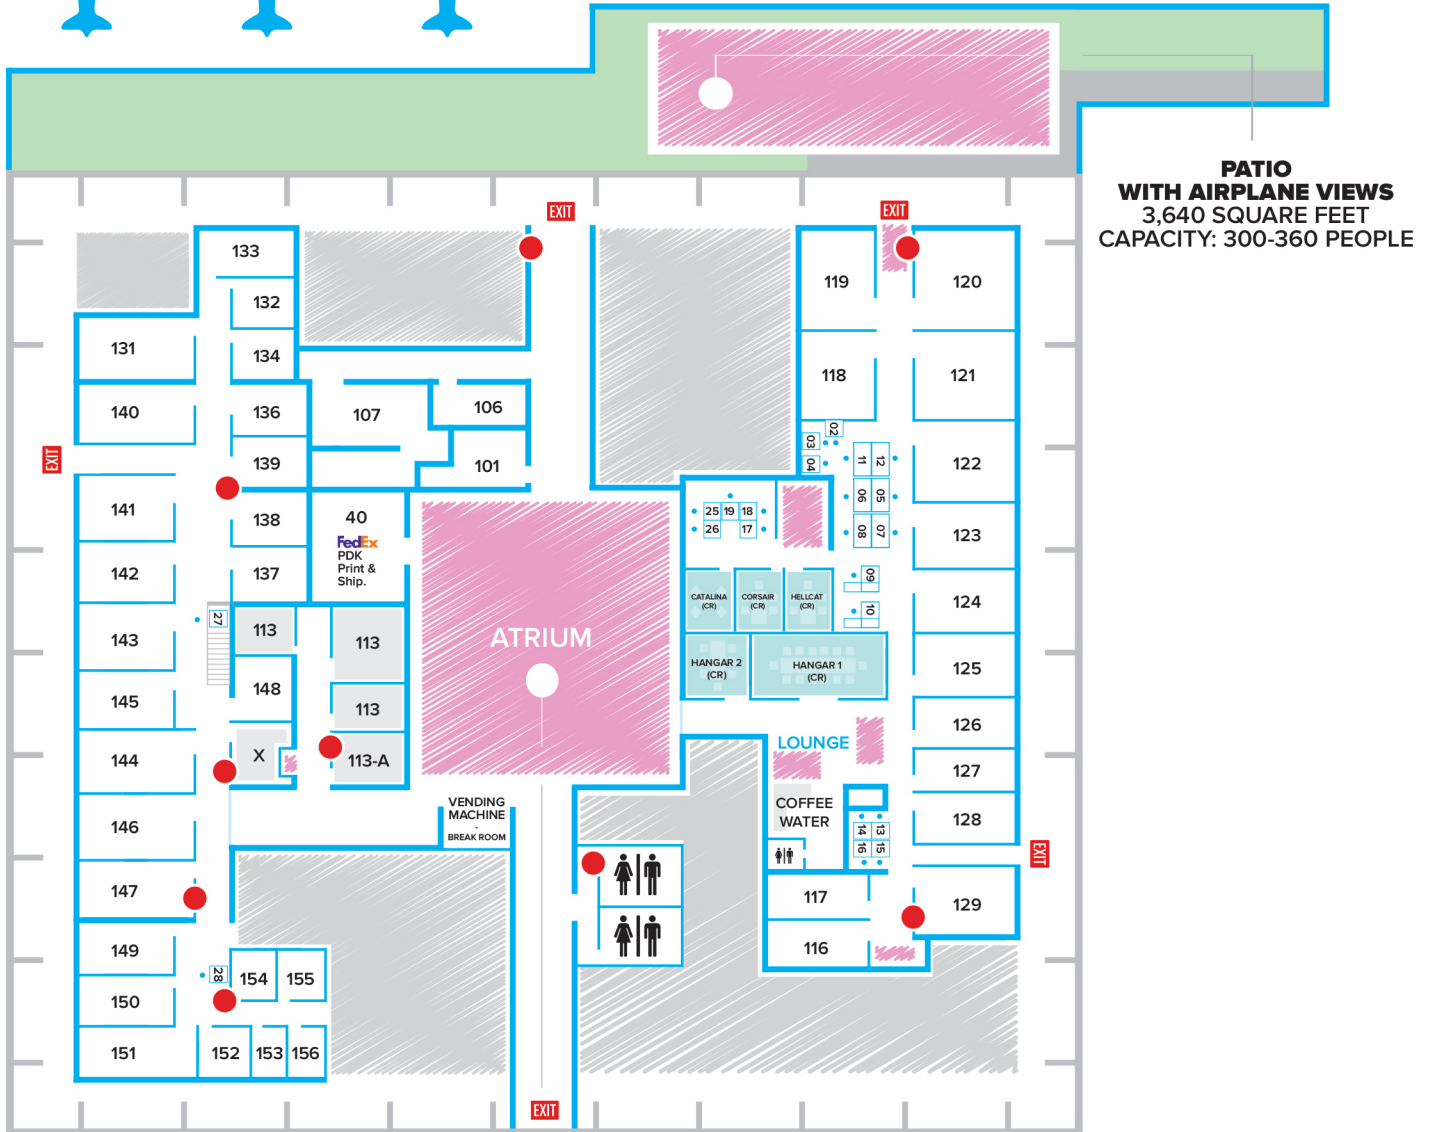 PATIO
WITH AIRPLANE VIEWS
3,640 SQUARE FEET
CAPACITY: 300-360 PEOPLE
EXIT
EXIT
133
132
131
134
119
120
118
121
140
136
107
106
139
101
EXIT
02
03
04
11
12
122
06
05
08
07
123
141
138
40
FedEx
PDK
Print &
Ship.
25
19
18
26
17
142
137
09
10
CATALINA
(CR)
CORSAIR
(CR)
HELLCAT
(CR)
124
27
113
113
143
ATRIUM
HANGAR 2
(CR)
HANGAR 1
(CR)
125
148
145
113
126
LOUNGE
144
X
113-A
127
VENDING
MACHINE
-
BREAK ROOM
COFFEE
WATER
128
146
14
13
16
15
EXIT
147
117
129
149
116
28
154
155
150
151
152
153
156
EXIT